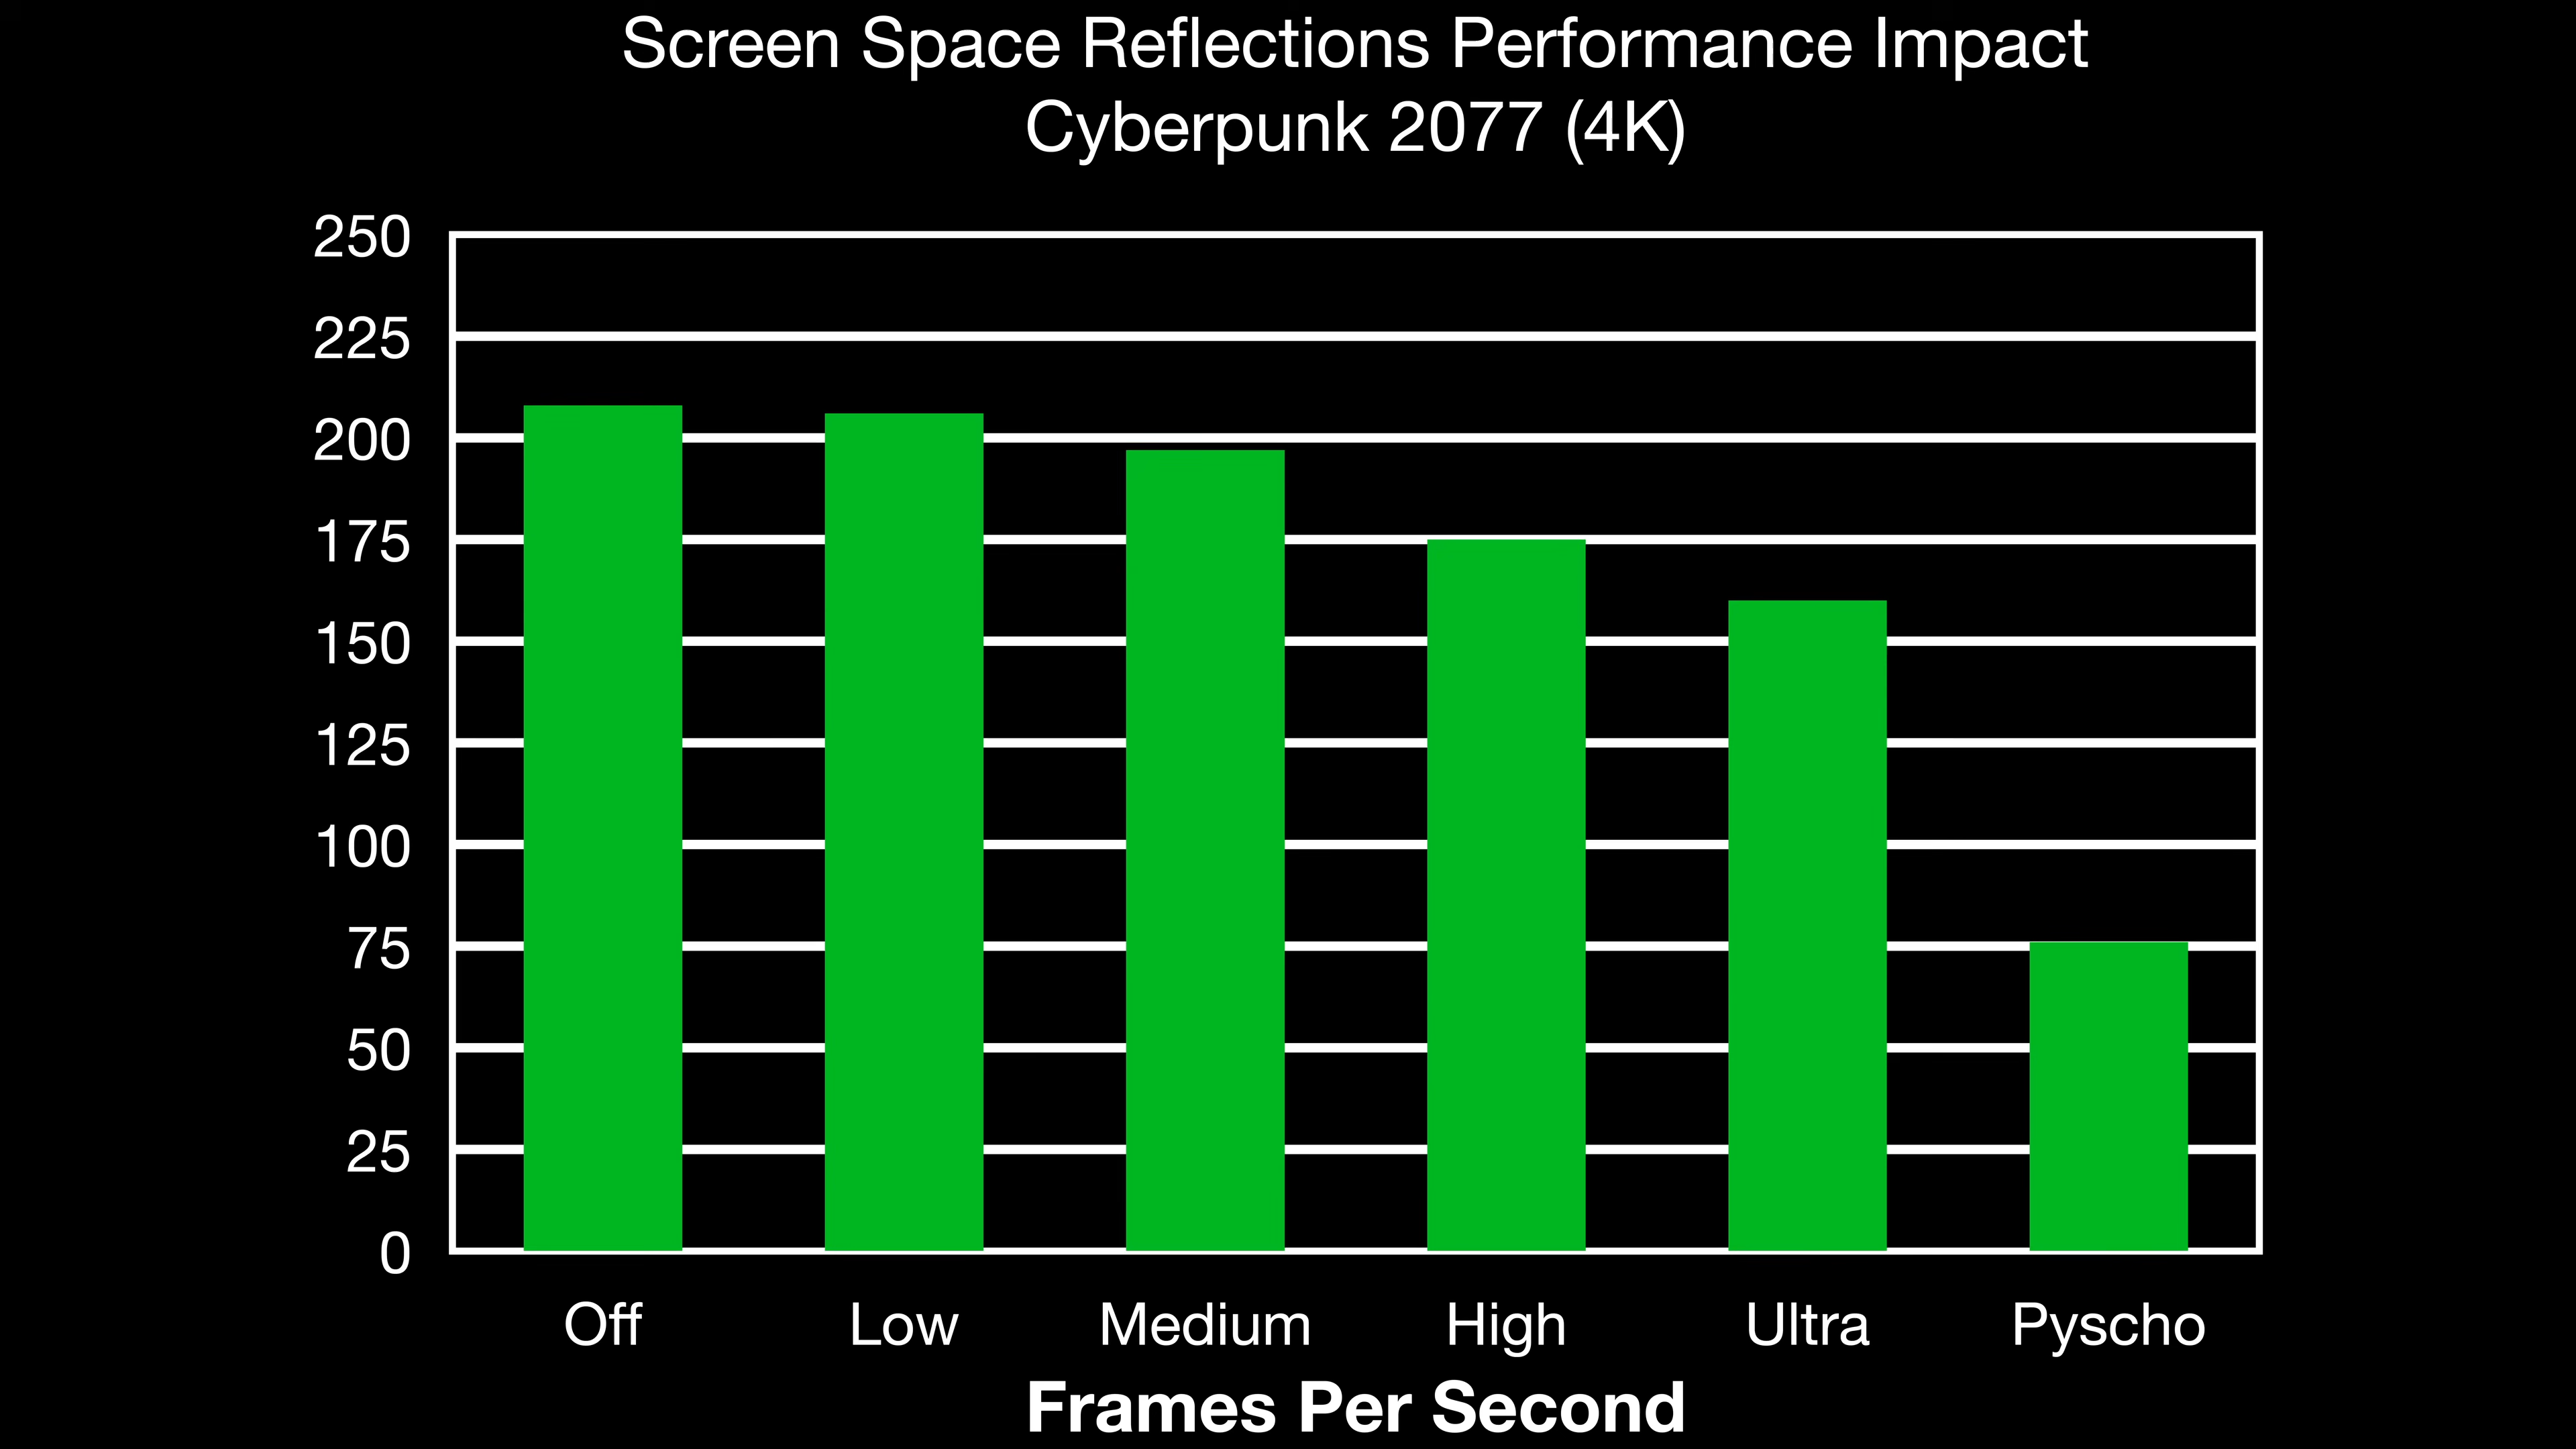 Screen Space Reflections Performance Impact
Cyberpunk 2077 (4K)
250
225
200
175
150
125
100
75
50
25
0
Off Low Medium High Ultra Pyscho
Frames Per Second